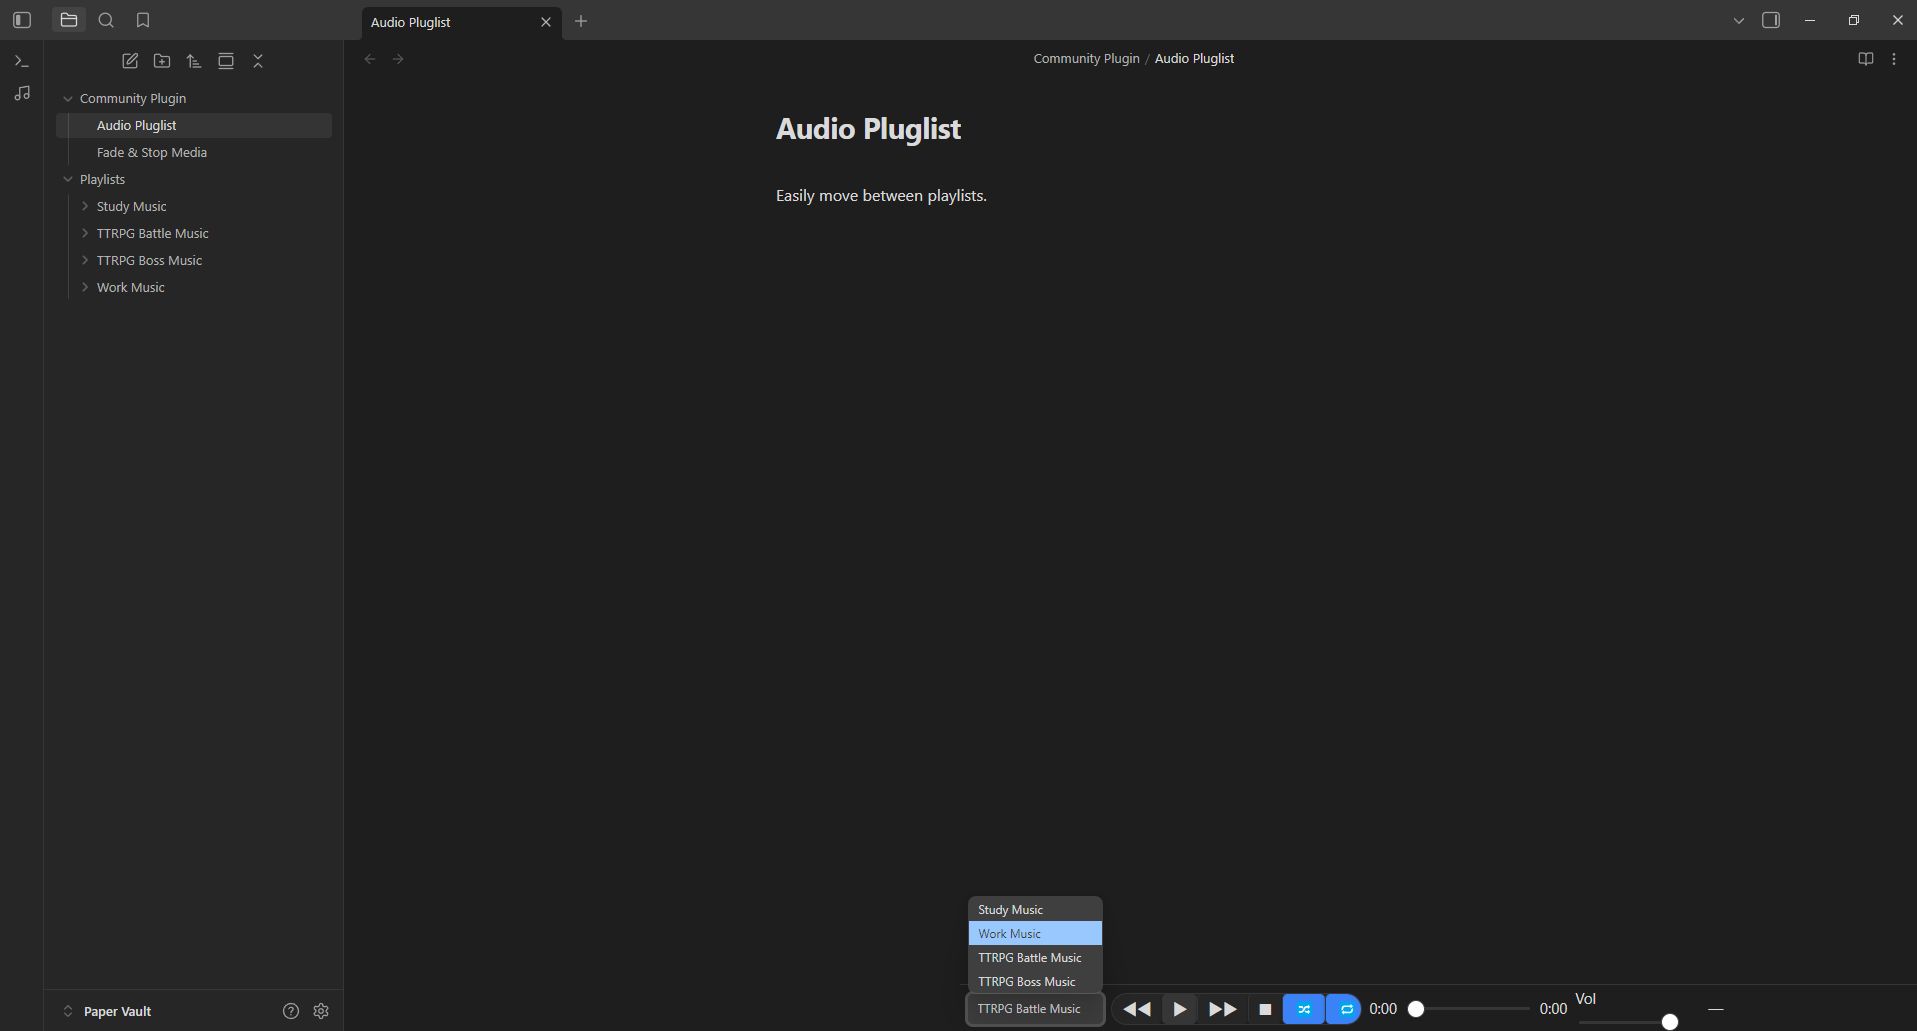 Audio Pluglist
Community Plugin / Audio Pluglist
Community Plugin
Audio Pluglist
Fade & Stop Media
Playlists
Study Music
TTRPG Battle Music
TTRPG Boss Music
Work Music
Audio Pluglist
Easily move between playlists.
Study Music
Work Music
TTRPG Battle Music
TTRPG Boss Music
TTRPG Battle Music
0:00
0:00
Vol
Paper Vault